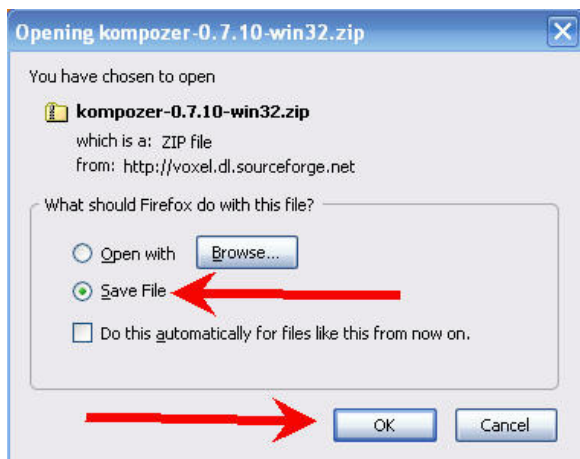 Opening kompozer-0.7.10-win32.zip
You have chosen to open
kompozer-0.7.10-win32.zip
which is a: ZIP file
from: http://voxel.dl.sourceforge.net
What should Firefox do with this file?
Open with Browse...
Save File
Do this automatically for files like this from now on.
OK Cancel